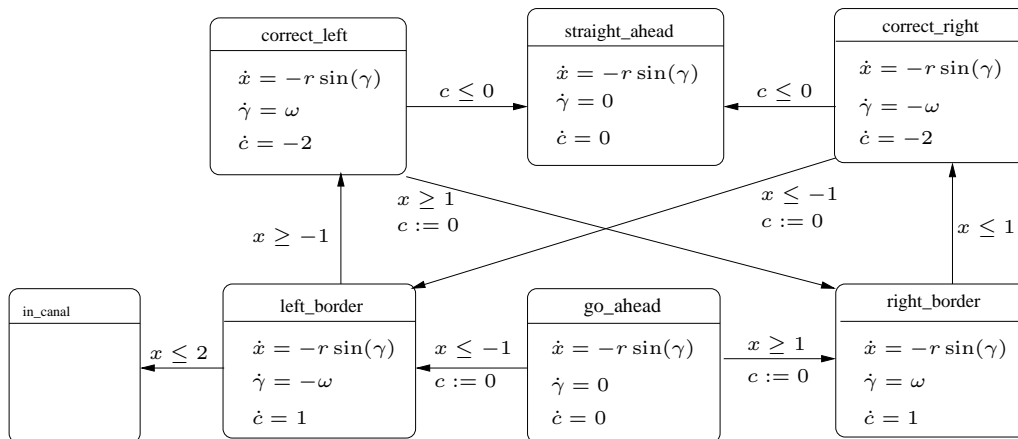 correct_left
ẋ = −r sin(γ)
γ̇ = ω
ċ = −2
c ≤ 0
straight_ahead
ẋ = −r sin(γ)
γ̇ = 0
ċ = 0
c ≤ 0
correct_right
ẋ = −r sin(γ)
γ̇ = −ω
ċ = −2
x ≥ −1
x ≥ 1
c := 0
x ≤ −1
c := 0
x ≤ 1
in_canal
x ≤ 2
left_border
ẋ = −r sin(γ)
γ̇ = −ω
ċ = 1
x ≤ −1
c := 0
go_ahead
ẋ = −r sin(γ)
γ̇ = 0
ċ = 0
x ≥ 1
c := 0
right_border
ẋ = −r sin(γ)
γ̇ = ω
ċ = 1